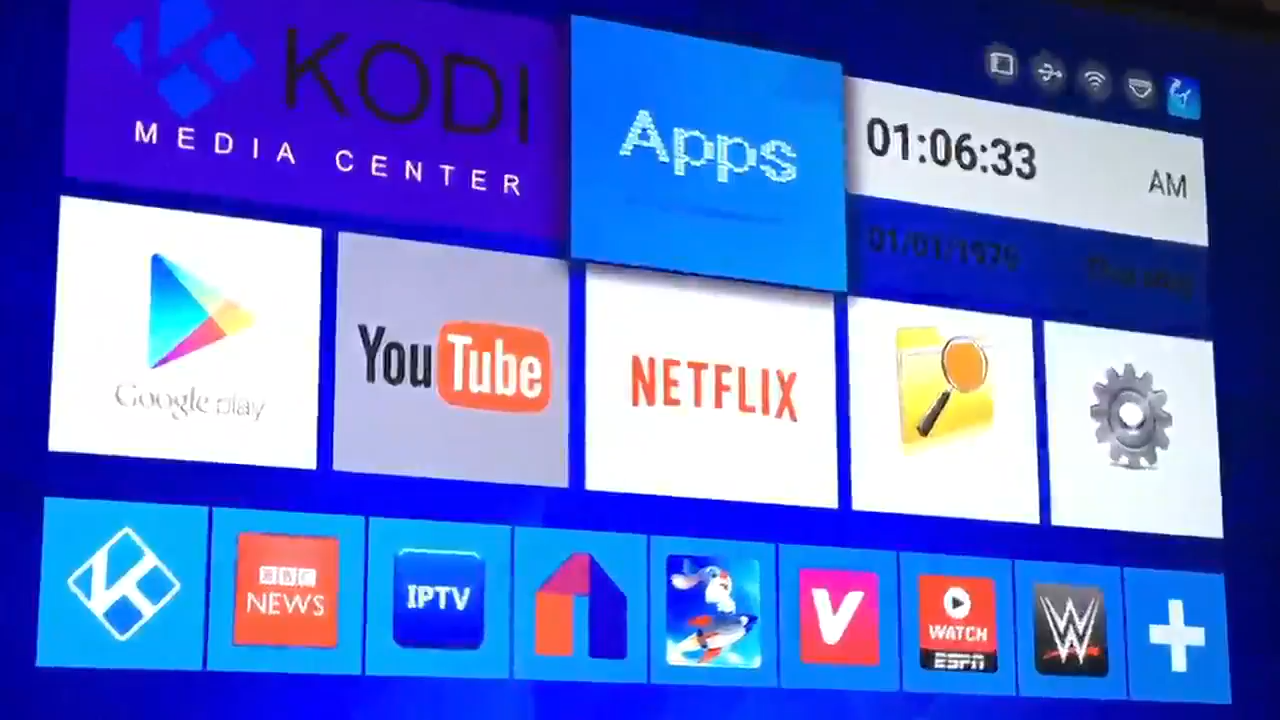 KODI
MEDIA CENTER
Apps
01:06:33
AM
Google play
YouTube
NETFLIX
BBC
NEWS
IPTV
V
WATCH
ESPN
W